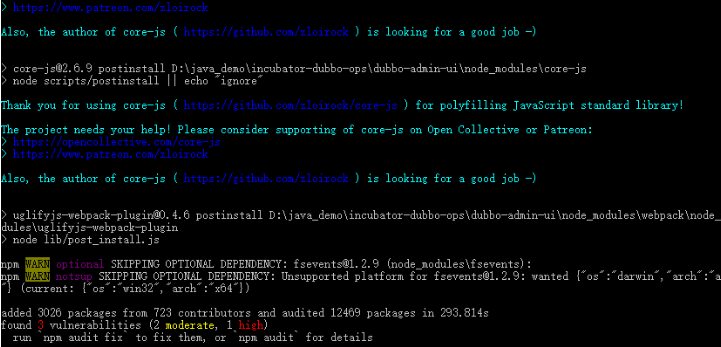 > https://www.patreon.com/zloirock
Also, the author of core-js ( https://github.com/zloirock ) is looking for a good job -)
> core-js@2.6.9 postinstall D:\java_demo\incubator-dubbo-ops\dubbo-admin-ui\node_modules\core-js
> node scripts/postinstall || echo "ignore"
Thank you for using core-js ( https://github.com/zloirock/core-js ) for polyfilling JavaScript standard library!
The project needs your help! Please consider supporting of core-js on Open Collective or Patreon:
> https://opencollective.com/core-js
> https://www.patreon.com/zloirock
Also, the author of core-js ( https://github.com/zloirock ) is looking for a good job -)
> uglifyjs-webpack-plugin@0.4.6 postinstall D:\java_demo\incubator-dubbo-ops\dubbo-admin-ui\node_modules\webpack\node_
dules\uglifyjs-webpack-plugin
> node lib/post_install.js
npm WARN optional SKIPPING OPTIONAL DEPENDENCY: fsevents@1.2.9 (node_modules\fsevents):
npm WARN notsup SKIPPING OPTIONAL DEPENDENCY: Unsupported platform for fsevents@1.2.9: wanted {"os":"darwin","arch":"a
"} (current: {"os":"win32","arch":"x64"})
added 3026 packages from 723 contributors and audited 12469 packages in 293.814s
found 3 vulnerabilities (2 moderate, 1 high)
run `npm audit fix` to fix them, or `npm audit` for details